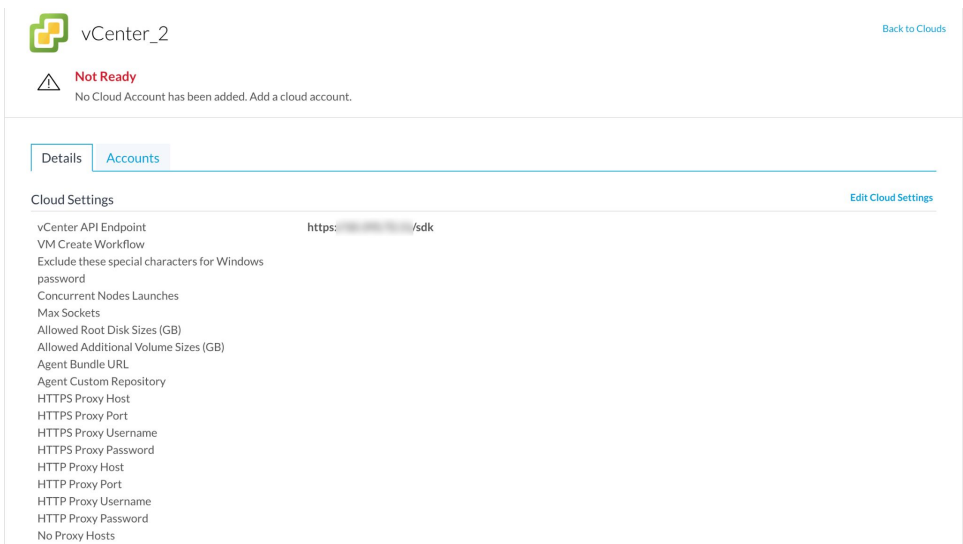 vCenter_2
Back to Clouds
Not Ready
No Cloud Account has been added. Add a cloud account.
Details
Accounts
Cloud Settings
Edit Cloud Settings
vCenter API Endpoint
https: /sdk
VM Create Workflow
Exclude these special characters for Windows
password
Concurrent Nodes Launches
Max Sockets
Allowed Root Disk Sizes (GB)
Allowed Additional Volume Sizes (GB)
Agent Bundle URL
Agent Custom Repository
HTTPS Proxy Host
HTTPS Proxy Port
HTTPS Proxy Username
HTTPS Proxy Password
HTTP Proxy Host
HTTP Proxy Port
HTTP Proxy Username
HTTP Proxy Password
No Proxy Hosts